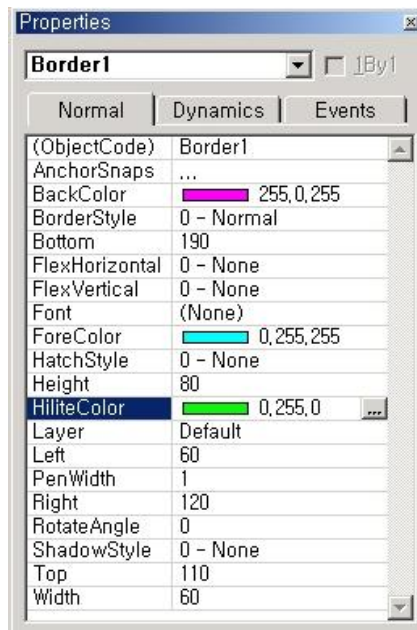 Properties
Border1 1By1
Normal Dynamics Events
(ObjectCode) Border1
AnchorSnaps ...
BackColor 255,0,255
BorderStyle 0 - Normal
Bottom 190
FlexHorizontal 0 - None
FlexVertical 0 - None
Font (None)
ForeColor 0,255,255
HatchStyle 0 - None
Height 80
HiliteColor 0,255,0 ...
Layer Default
Left 60
PenWidth 1
Right 120
RotateAngle 0
ShadowStyle 0 - None
Top 110
Width 60